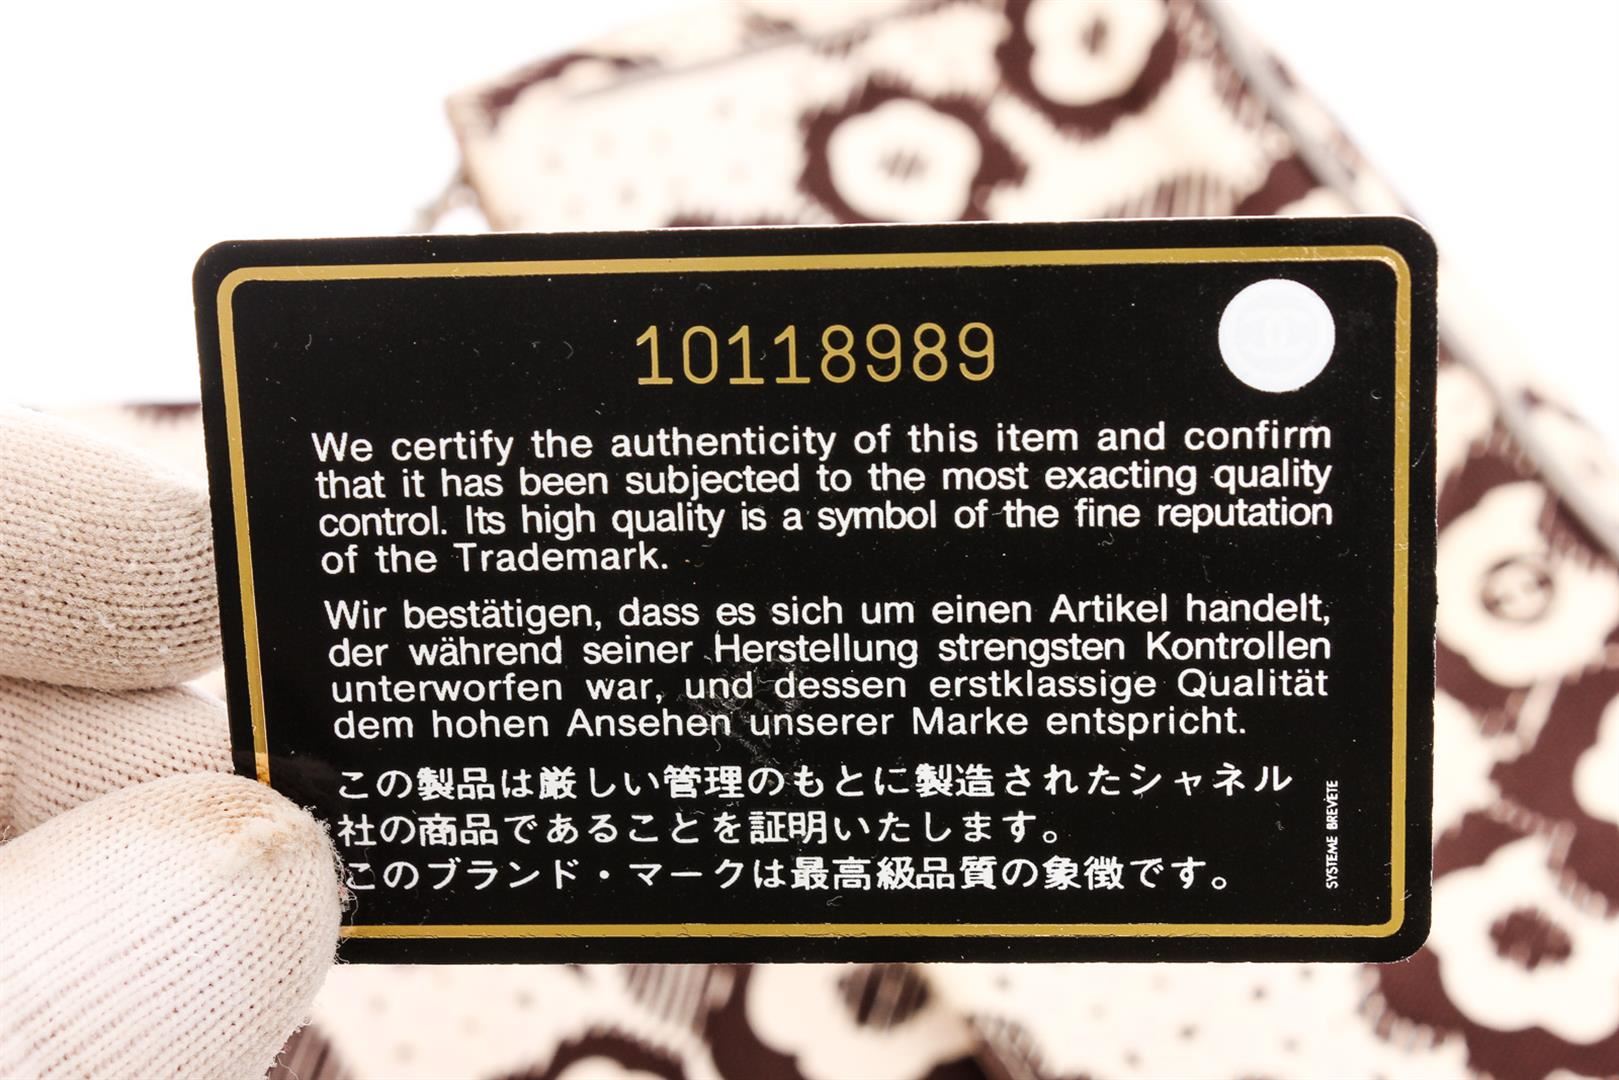 10118989
We certify the authenticity of this item and confirm
that it has been subjected to the most exacting quality
control. Its high quality is a symbol of the fine reputation
of the Trademark.
Wir bestätigen, dass es sich um einen Artikel handelt,
der während seiner Herstellung strengsten Kontrollen
unterworfen war, und dessen erstklassige Qualität
dem hohen Ansehen unserer Marke entspricht.
この製品は厳しい管理のもとに製造されたシャネル
社の商品であることを証明いたします。
このブランド・マークは最高級品質の象徴です。
SYSTEME BREVETE